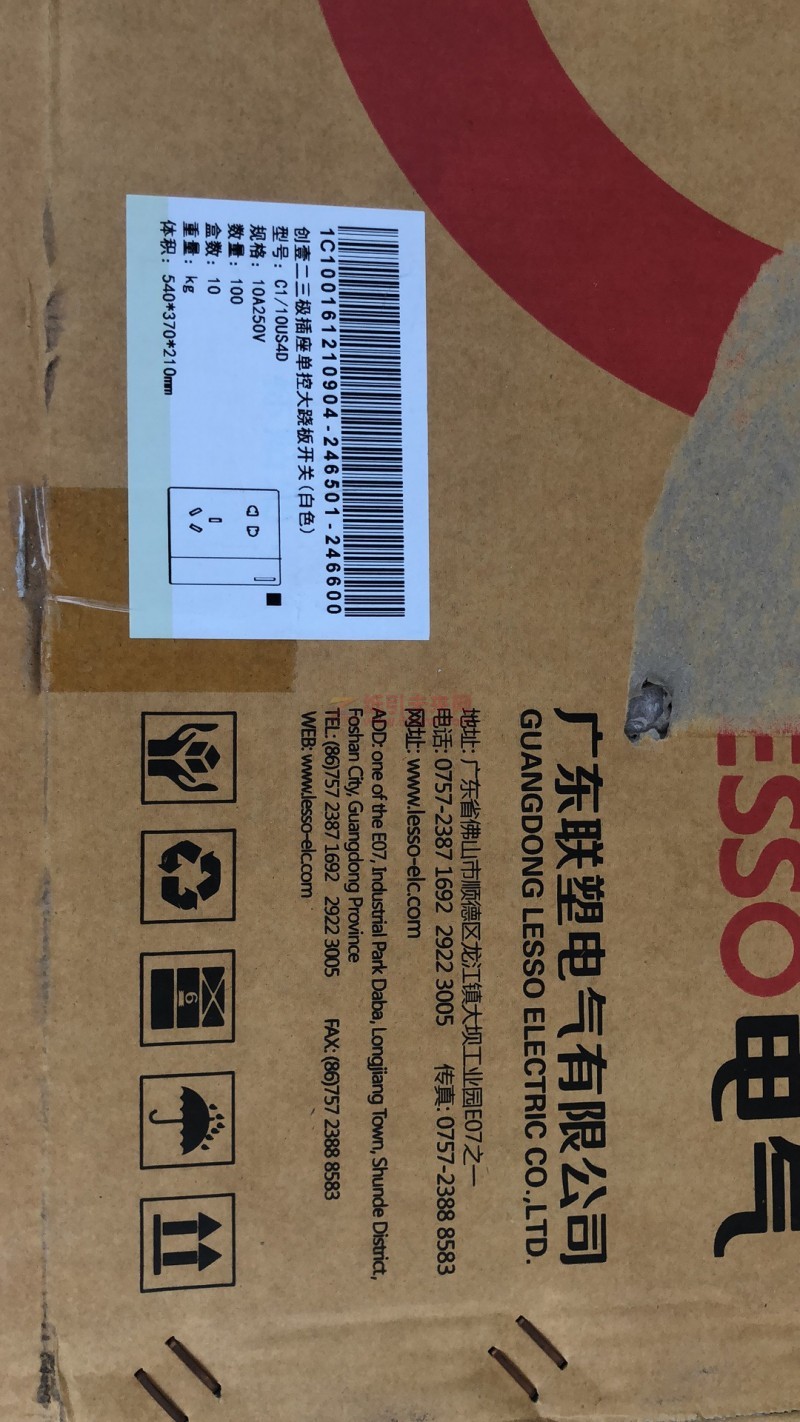 1C100161210904-246501-246600
创壹二三极插座单控大跷板开关(白色)
型号: C1/10US4D
规格: 10A250V
数量: 100
盒数: 10
重量: kg
体积: 540*370*210mm
ESSO电气
广东联塑电气有限公司
GUANGDONG LESSO ELECTRIC CO.,LTD.
地址: 广东省佛山市顺德区龙江镇大坝工业园E07之一
电话: 0757-2387 1692 2922 3005 传真: 0757-2388 8583
网址: www.lesso-elc.com
ADD: one of the E07, Industrial Park Daba, Longjiang Town, Shunde District,
Foshan City, Guangdong Province
TEL: (86)757 2387 1692 2922 3005 FAX: (86)757 2388 8583
WEB: www.lesso-elc.com
6